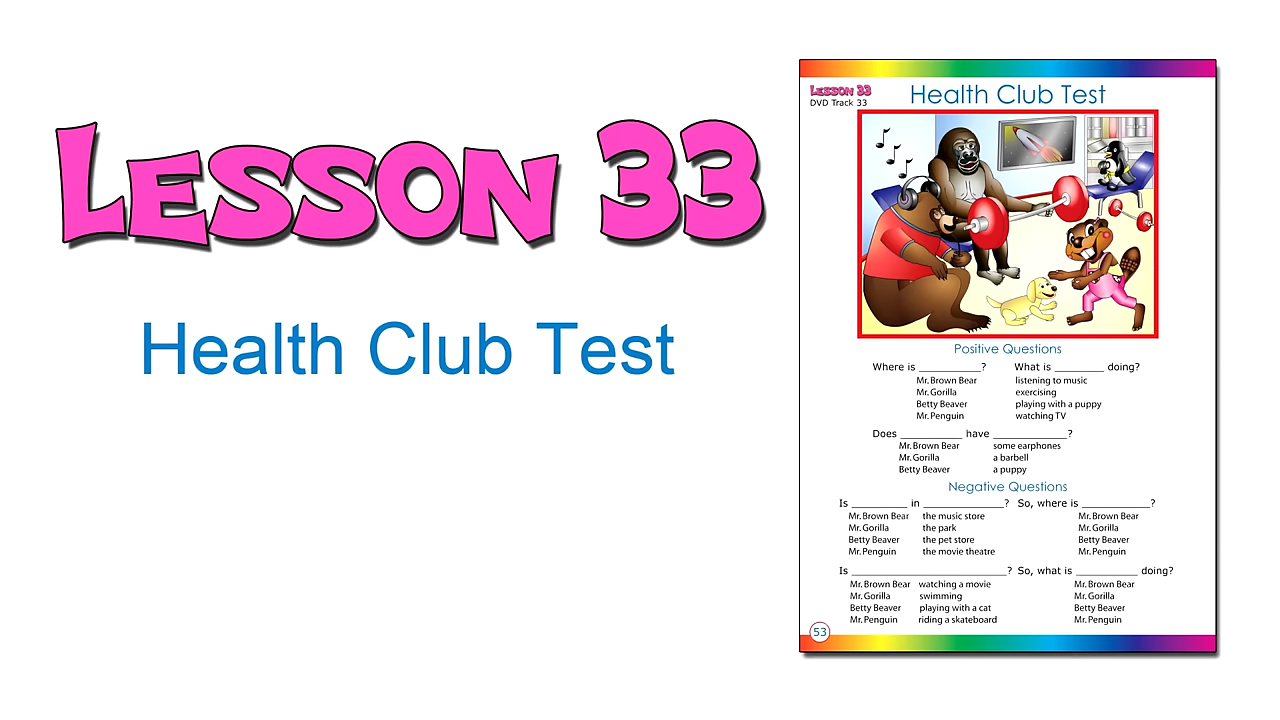 LESSON 33
Health Club Test
LESSON 33
DVD Track 33
Health Club Test
Positive Questions
Where is ___________? What is _________ doing?
Mr. Brown Bear listening to music
Mr. Gorilla exercising
Betty Beaver playing with a puppy
Mr. Penguin watching TV
Does ___________ have _____________?
Mr. Brown Bear some earphones
Mr. Gorilla a barbell
Betty Beaver a puppy
Negative Questions
Is __________ in _______________? So, where is ____________?
Mr. Brown Bear the music store Mr. Brown Bear
Mr. Gorilla the park Mr. Gorilla
Betty Beaver the pet store Betty Beaver
Mr. Penguin the movie theatre Mr. Penguin
Is ____________________________? So, what is ___________ doing?
Mr. Brown Bear watching a movie Mr. Brown Bear
Mr. Gorilla swimming Mr. Gorilla
Betty Beaver playing with a cat Betty Beaver
Mr. Penguin riding a skateboard Mr. Penguin
53